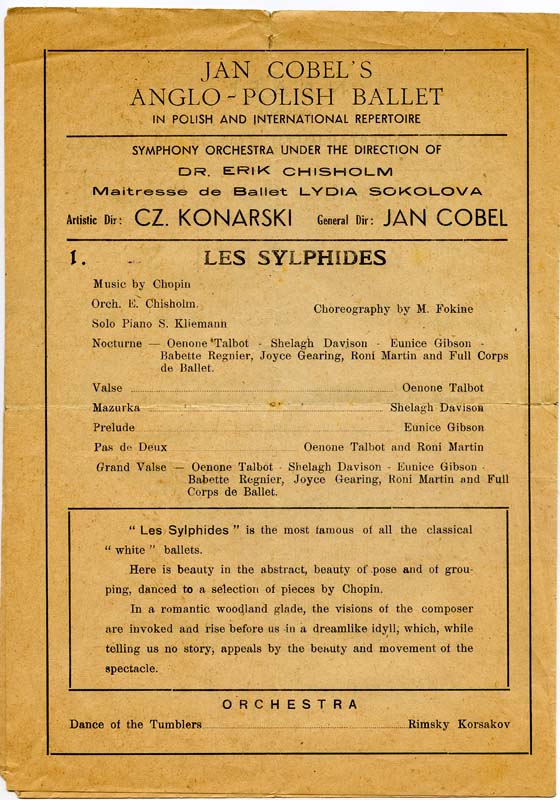 JAN COBEL'S
ANGLO-POLISH BALLET
IN POLISH AND INTERNATIONAL REPERTOIRE
SYMPHONY ORCHESTRA UNDER THE DIRECTION OF
DR. ERIK CHISHOLM
Maitresse de Ballet LYDIA SOKOLOVA
Artistic Dir: CZ. KONARSKI General Dir: JAN COBEL
1. LES SYLPHIDES
Music by Chopin
Orch. E. Chisholm.
Choreography by M. Fokine
Solo Piano S. Kliemann
Nocturne — Oenone Talbot - Shelagh Davison - Eunice Gibson -
Babette Regnier, Joyce Gearing, Roni Martin and Full Corps
de Ballet.
Valse ........ Oenone Talbot
Mazurka ........ Shelagh Davison
Prelude ........ Eunice Gibson
Pas de Deux ........ Oenone Talbot and Roni Martin
Grand Valse — Oenone Talbot - Shelagh Davison - Eunice Gibson -
Babette Regnier, Joyce Gearing, Roni Martin and Full
Corps de Ballet.
" Les Sylphides " is the most famous of all the classical
" white " ballets.
Here is beauty in the abstract, beauty of pose and of grou-
ping, danced to a selection of pieces by Chopin.
In a romantic woodland glade, the visions of the composer
are invoked and rise before us in a dreamlike idyll, which, while
telling us no story, appeals by the beauty and movement of the
spectacle.
ORCHESTRA
Dance of the Tumblers ........ Rimsky Korsakov